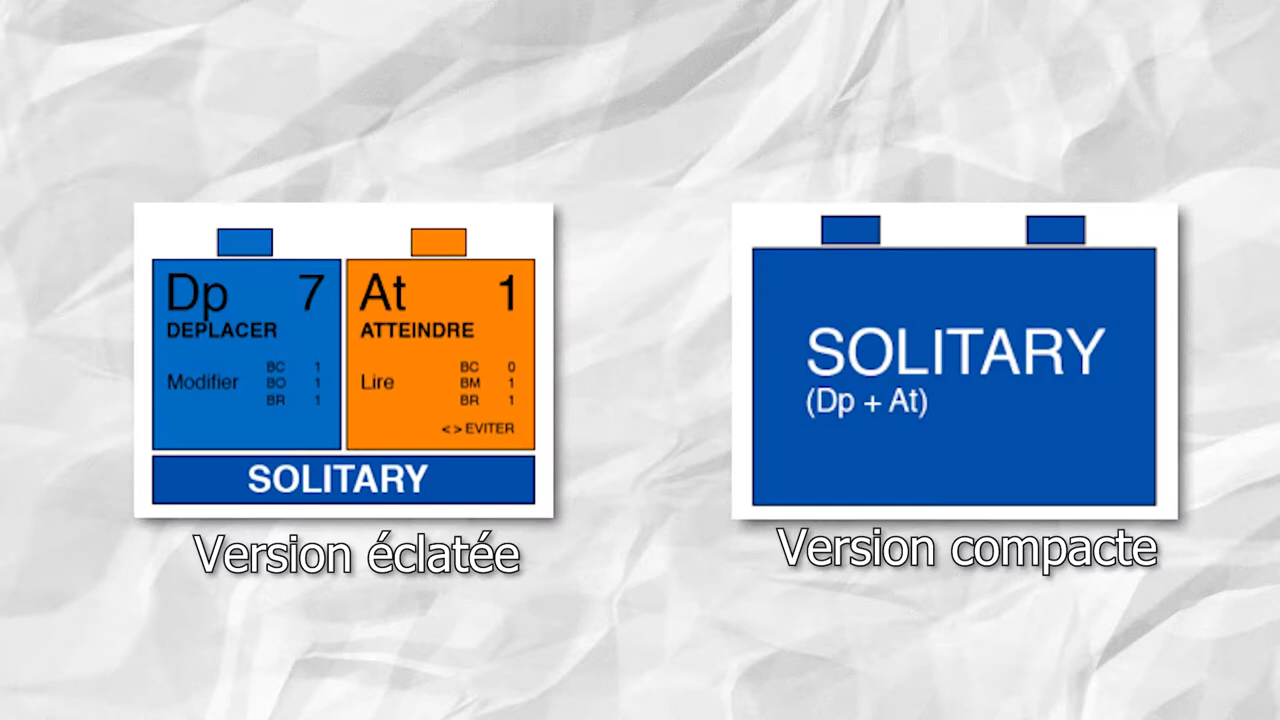 Dp 7
DEPLACER
Modifier
BC 1
BO 1
BR 1
At 1
ATTEINDRE
Lire
BC 0
BM 1
BR 1
< > EVITER
SOLITARY
Version éclatée
SOLITARY
(Dp + At)
Version compacte